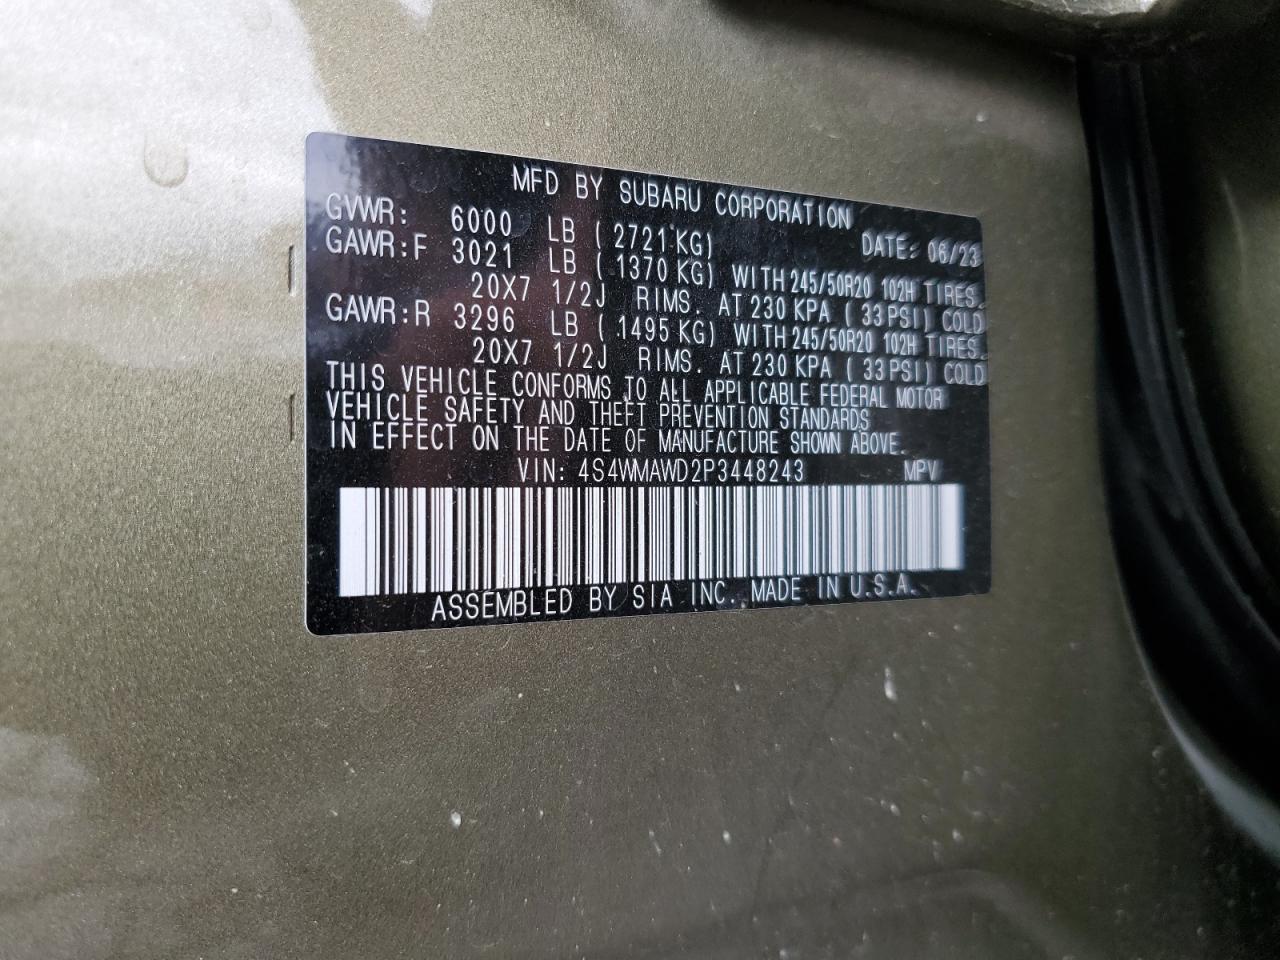 MFD BY SUBARU CORPORATION
GVWR: 6000 LB (2721 KG) DATE: 06/23
GAWR:F 3021 LB (1370 KG) WITH 245/50R20 102H TIRES.
20X7 1/2J RIMS. AT 230 KPA (33 PSI) COLD
GAWR:R 3296 LB (1495 KG) WITH 245/50R20 102H TIRES.
20X7 1/2J RIMS. AT 230 KPA (33 PSI) COLD
THIS VEHICLE CONFORMS TO ALL APPLICABLE FEDERAL MOTOR
VEHICLE SAFETY AND THEFT PREVENTION STANDARDS
IN EFFECT ON THE DATE OF MANUFACTURE SHOWN ABOVE.
VIN: 4S4WMAWD2P3448243 MPV
ASSEMBLED BY SIA INC. MADE IN U.S.A.